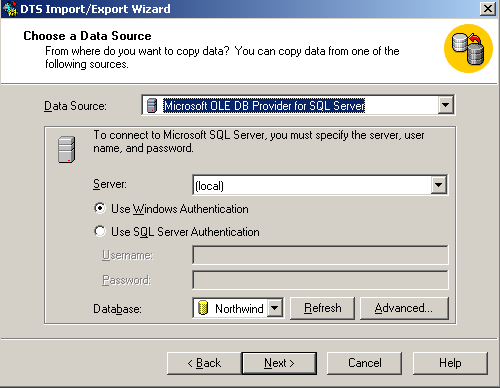 DTS Import/Export Wizard
Choose a Data Source
From where do you want to copy data? You can copy data from one of the
following sources.
Data Source: Microsoft OLE DB Provider for SQL Server
To connect to Microsoft SQL Server, you must specify the server, user
name, and password.
Server: (local)
Use Windows Authentication
Use SQL Server Authentication
Username:
Password:
Database: Northwind Refresh Advanced...
< Back Next > Cancel Help